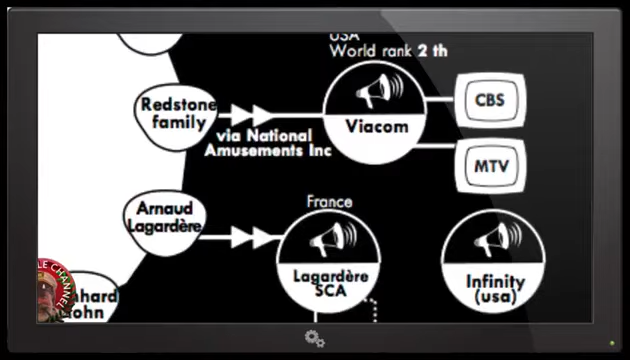 USA
World rank 2 th
Redstone
family
via National
Amusements Inc
Viacom
CBS
MTV
Arnaud
Lagardère
France
Lagardère
SCA
Infinity
(usa)
LE CHANNEL